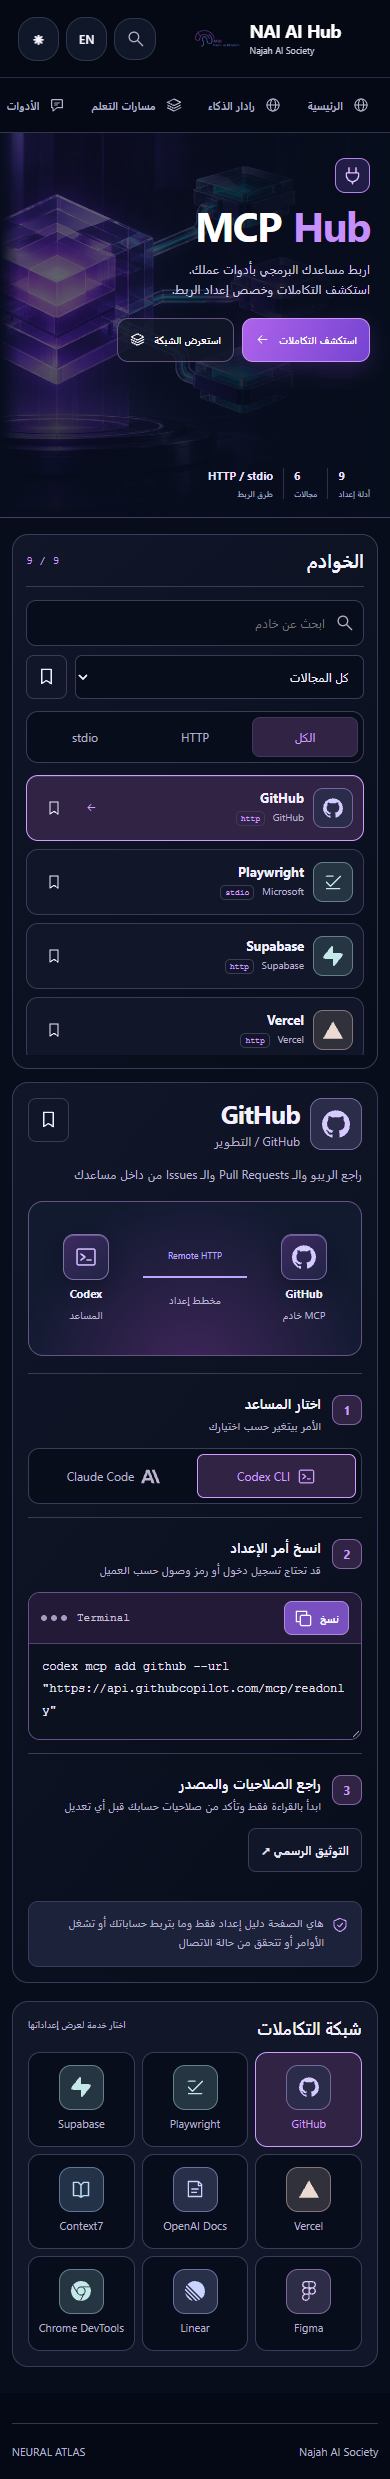 NAI AI Hub
Najah AI Society
EN
الرئيسية
رادار الذكاء
مسارات التعلم
الأدوات
MCP Hub
اربط مساعدك البرمجي بأدوات عملك.
استكشف التكاملات وخصص إعداد الربط.
استكشف التكاملات ←
استعرض الشبكة
9
أدلة إعداد
6
مجالات
HTTP / stdio
طرق الربط
الخوادم
9 / 9
ابحث عن خادم
كل المجالات
الكل
HTTP
stdio
GitHub
GitHub http
←
Playwright
Microsoft stdio
Supabase
Supabase http
Vercel
Vercel http
GitHub
GitHub / التطوير
راجع الريبو والـ Pull Requests والـ Issues من داخل مساعدك
GitHub
خادم MCP
Remote HTTP
مخطط إعداد
Codex
المساعد
1
اختار المساعد
الأمر بيتغير حسب اختيارك
Codex CLI
Claude Code
2
انسخ أمر الإعداد
قد تحتاج تسجيل دخول أو رمز وصول حسب العميل
Terminal
نسخ
codex mcp add github --url
"https://api.githubcopilot.com/mcp/readonl
y"
3
راجع الصلاحيات والمصدر
ابدأ بالقراءة فقط وتأكد من صلاحيات حسابك قبل أي تعديل
التوثيق الرسمي ↗
هاي الصفحة دليل إعداد فقط وما بتربط حساباتك أو تشغل
الأوامر أو تتحقق من حالة الاتصال
شبكة التكاملات
اختار خدمة لعرض إعداداتها
GitHub
Playwright
Supabase
Vercel
OpenAI Docs
Context7
Figma
Linear
Chrome DevTools
Najah AI Society
NEURAL ATLAS